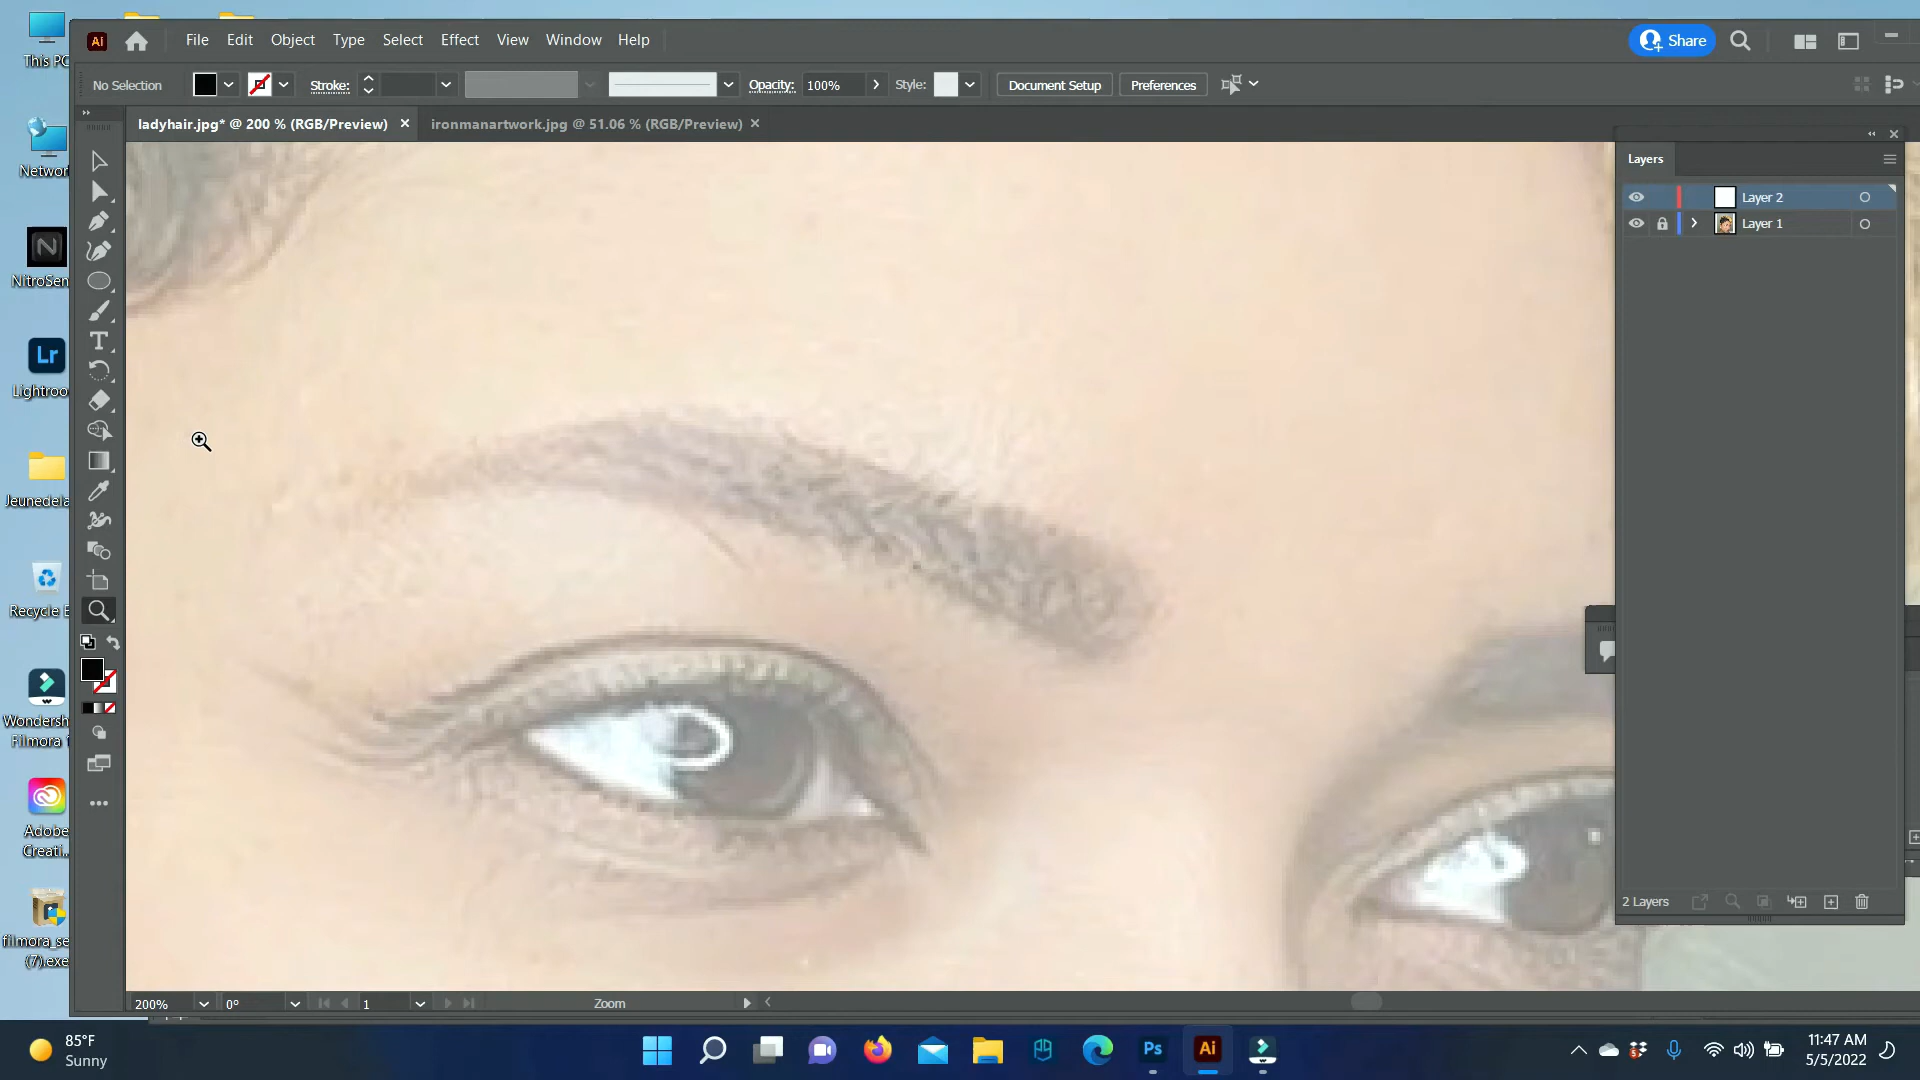 This PC
Ai
File Edit Object Type Select Effect View Window Help
Share
No Selection
Stroke:
Opacity: 100%
Style:
Document Setup
Preferences
ladyhair.jpg* @ 200 % (RGB/Preview)
ironmanartwork.jpg @ 51.06 % (RGB/Preview)
Networ
Layers
Layer 2
Layer 1
N
NitroSen
T
Lr
Lightroo
Jeunedela
Recycle
Wondersh
Filmora
Adobe
Creati...
filmora_se
(7).exe
2 Layers
200%
0°
1
Zoom
85°F
Sunny
Ps
Ai
11:47 AM
5/5/2022